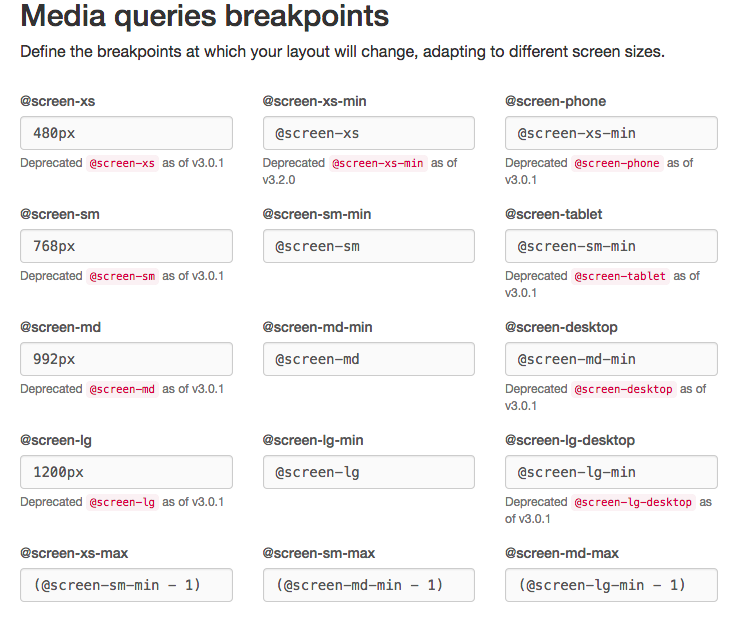 Media queries breakpoints
Define the breakpoints at which your layout will change, adapting to different screen sizes.
@screen-xs
480px
Deprecated @screen-xs as of v3.0.1
@screen-xs-min
@screen-xs
Deprecated @screen-xs-min as of
v3.2.0
@screen-phone
@screen-xs-min
Deprecated @screen-phone as of
v3.0.1
@screen-sm
768px
Deprecated @screen-sm as of v3.0.1
@screen-sm-min
@screen-sm
@screen-tablet
@screen-sm-min
Deprecated @screen-tablet as of
v3.0.1
@screen-md
992px
Deprecated @screen-md as of v3.0.1
@screen-md-min
@screen-md
@screen-desktop
@screen-md-min
Deprecated @screen-desktop as of
v3.0.1
@screen-lg
1200px
Deprecated @screen-lg as of v3.0.1
@screen-lg-min
@screen-lg
@screen-lg-desktop
@screen-lg-min
Deprecated @screen-lg-desktop as
of v3.0.1
@screen-xs-max
(@screen-sm-min - 1)
@screen-sm-max
(@screen-md-min - 1)
@screen-md-max
(@screen-lg-min - 1)